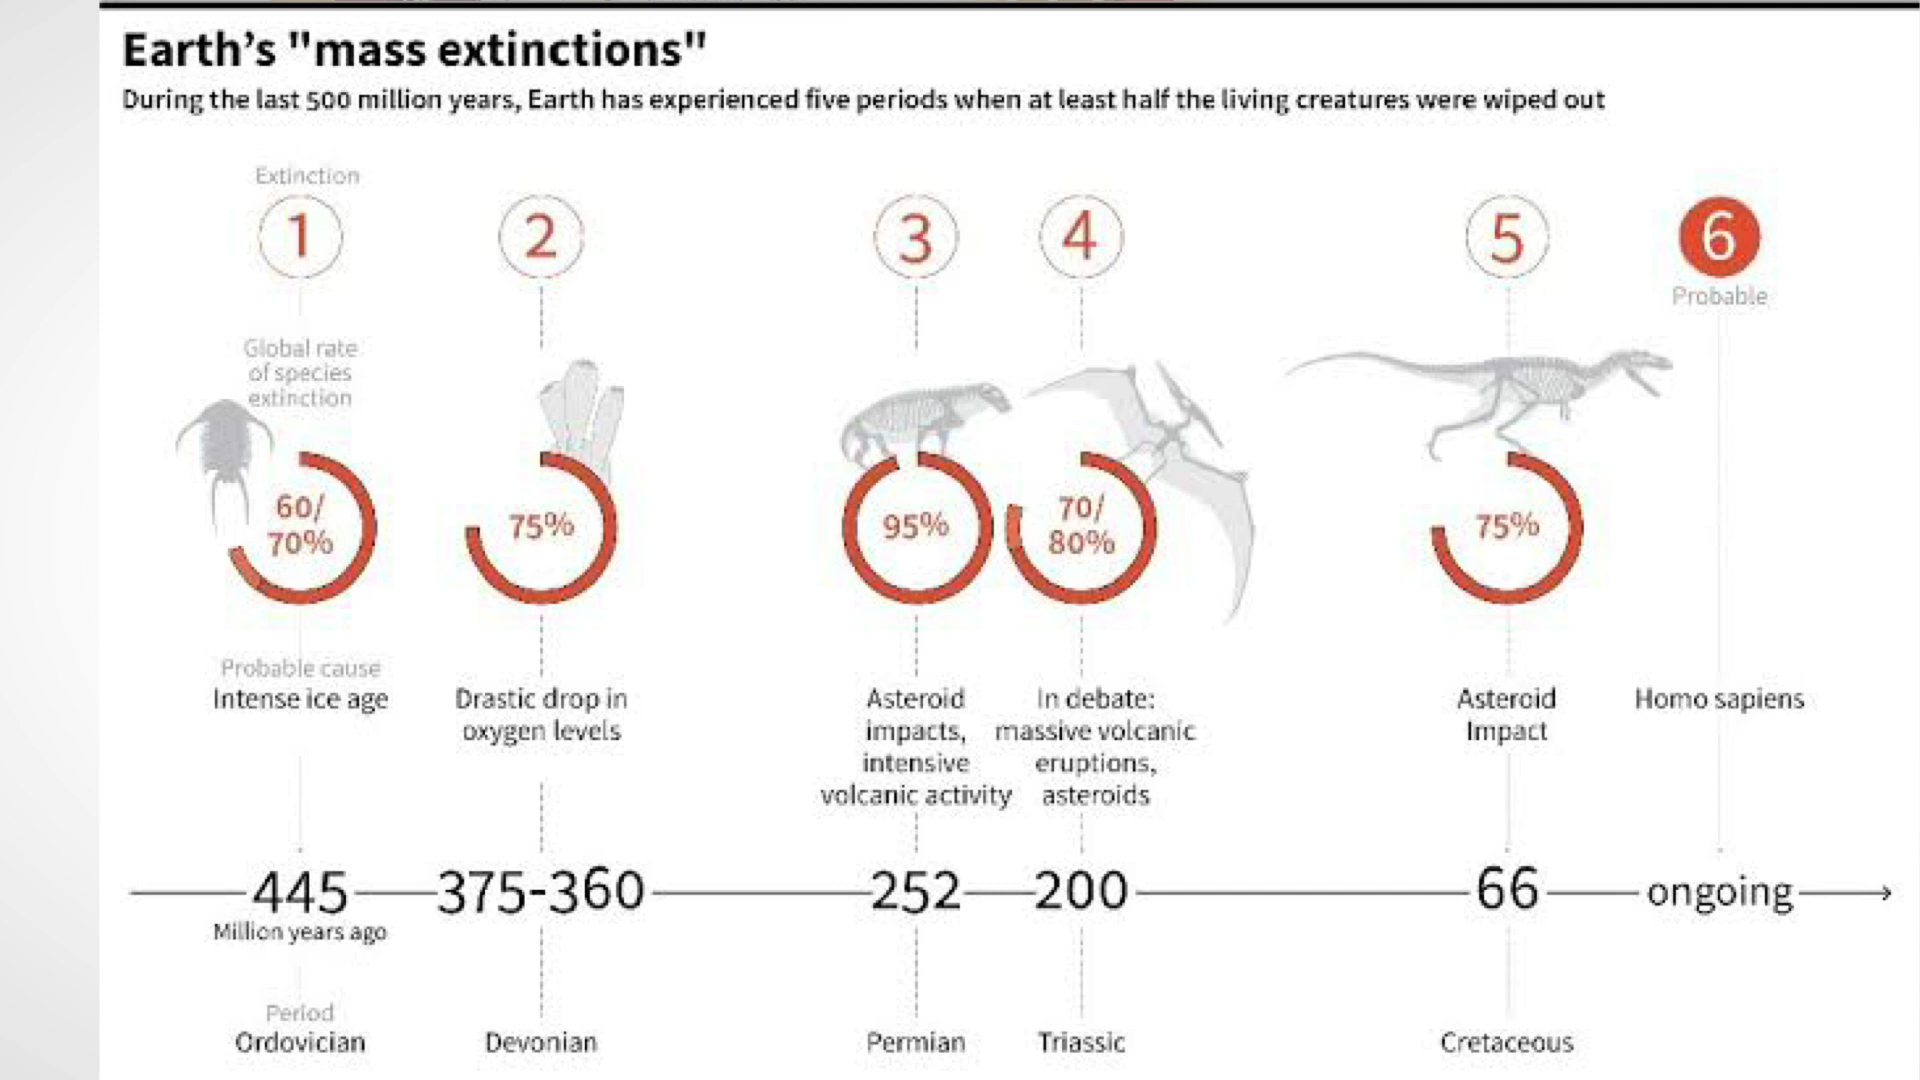 Earth’s "mass extinctions"
During the last 500 million years, Earth has experienced five periods when at least half the living creatures were wiped out
Extinction
1
2
3
4
5
6
Probable
Global rate
of species
extinction
60/
70%
75%
95%
70/
80%
75%
Probable cause
Intense ice age
Drastic drop in
oxygen levels
Asteroid
impacts,
intensive
volcanic activity
In debate:
massive volcanic
eruptions,
asteroids
Asteroid
Impact
Homo sapiens
445
Million years ago
375-360
252
200
66
ongoing
Period
Ordovician
Devonian
Permian
Triassic
Cretaceous